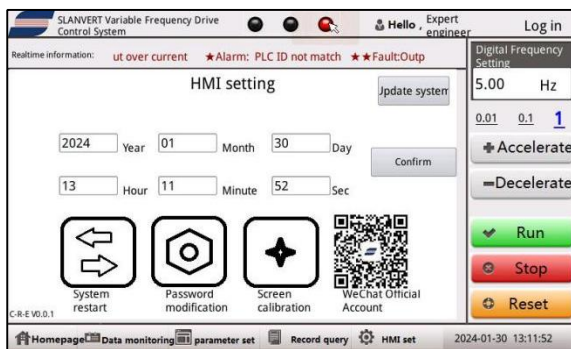 SLANVERT Variable Frequency Drive
Control System
Hello , Expert
engineer
Log in
Realtime information: ut over current ★Alarm: PLC ID not match ★★Fault:Outp
Digital Frequency
Setting
HMI setting
Update system
5.00 Hz
0.01 0.1 1
2024 Year 01 Month 30 Day
Confirm
13 Hour 11 Minute 52 Sec
+Accelerate
-Decelerate
Run
Stop
Reset
System
restart
Password
modification
Screen
calibration
WeChat Official
Account
C-R-E V0.0.1
Homepage Data monitoring parameter set Record query HMI set 2024-01-30 13:11:52